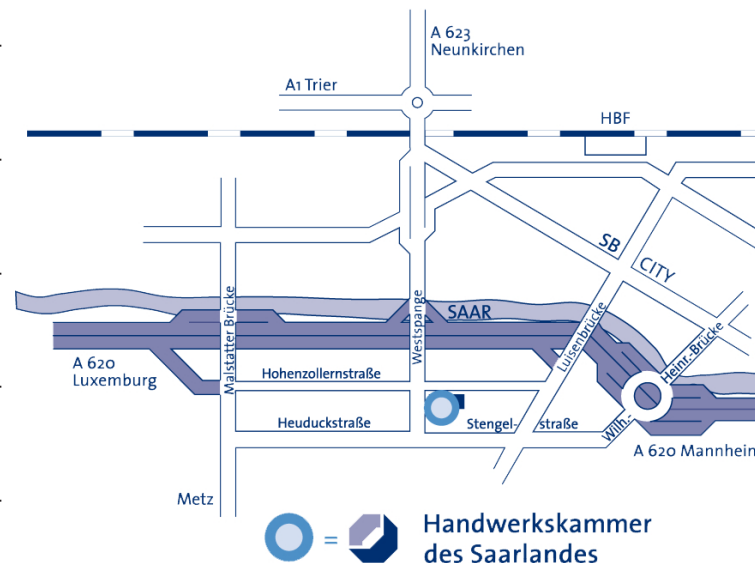 A 623
Neunkirchen
A1 Trier
HBF
SB
CITY
SAAR
Malstatter Brücke
Westspange
Luisenbrücke
Heinr.-Brücke
A 620
Luxemburg
Hohenzollernstraße
Heuduckstraße
Stengel-
straße
Wilh.-
A 620 Mannhein
Metz
=
Handwerkskammer
des Saarlandes